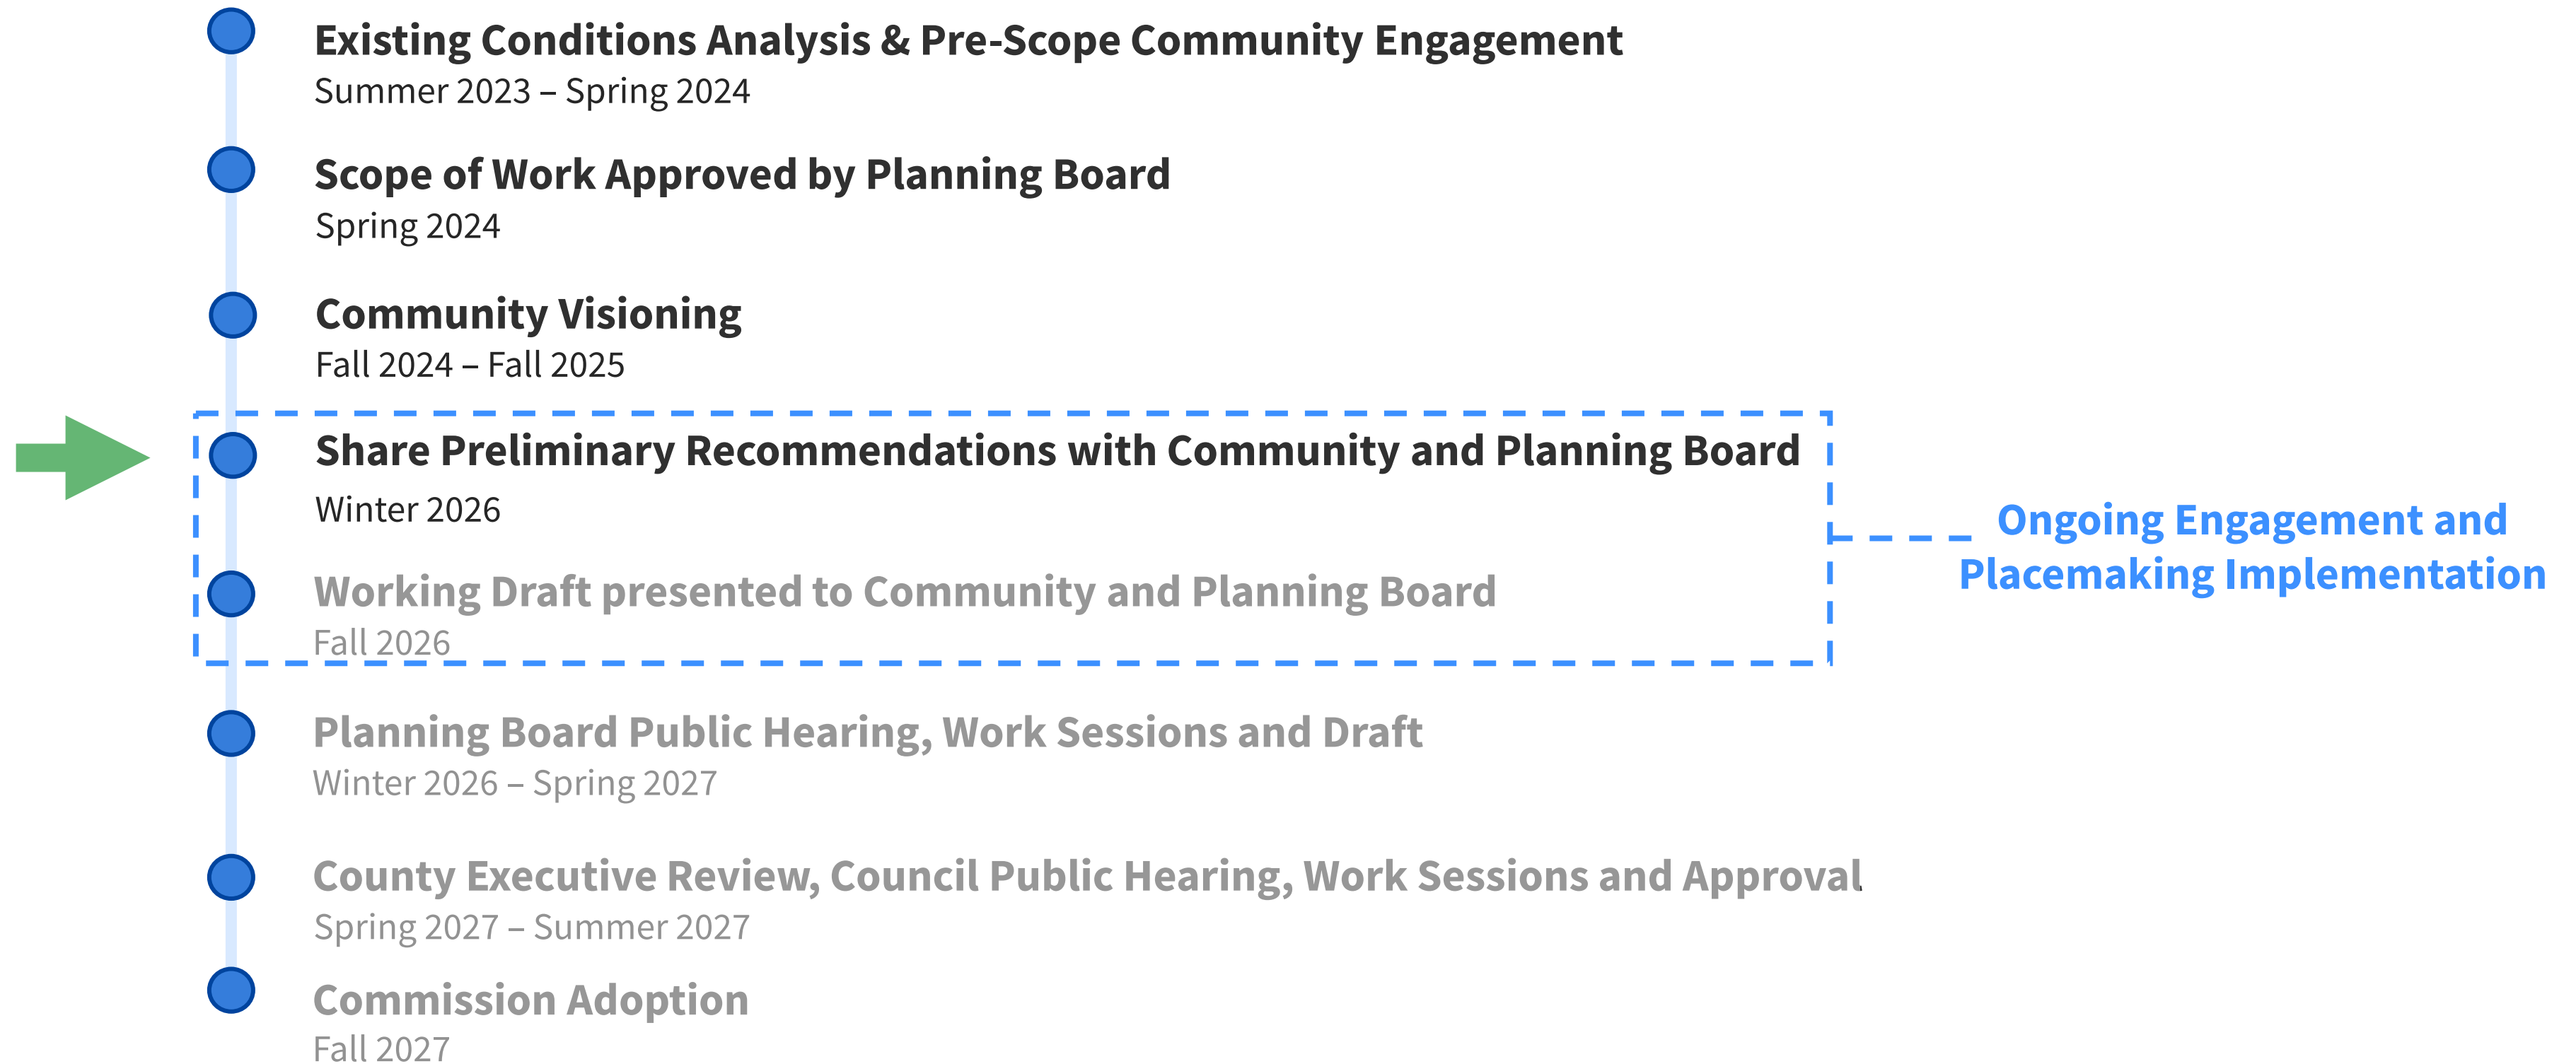 Existing Conditions Analysis & Pre-Scope Community Engagement
Summer 2023 – Spring 2024
Scope of Work Approved by Planning Board
Spring 2024
Community Visioning
Fall 2024 – Fall 2025
Share Preliminary Recommendations with Community and Planning Board
Winter 2026
Working Draft presented to Community and Planning Board
Fall 2026
Ongoing Engagement and
Placemaking Implementation
Planning Board Public Hearing, Work Sessions and Draft
Winter 2026 – Spring 2027
County Executive Review, Council Public Hearing, Work Sessions and Approval
Spring 2027 – Summer 2027
Commission Adoption
Fall 2027